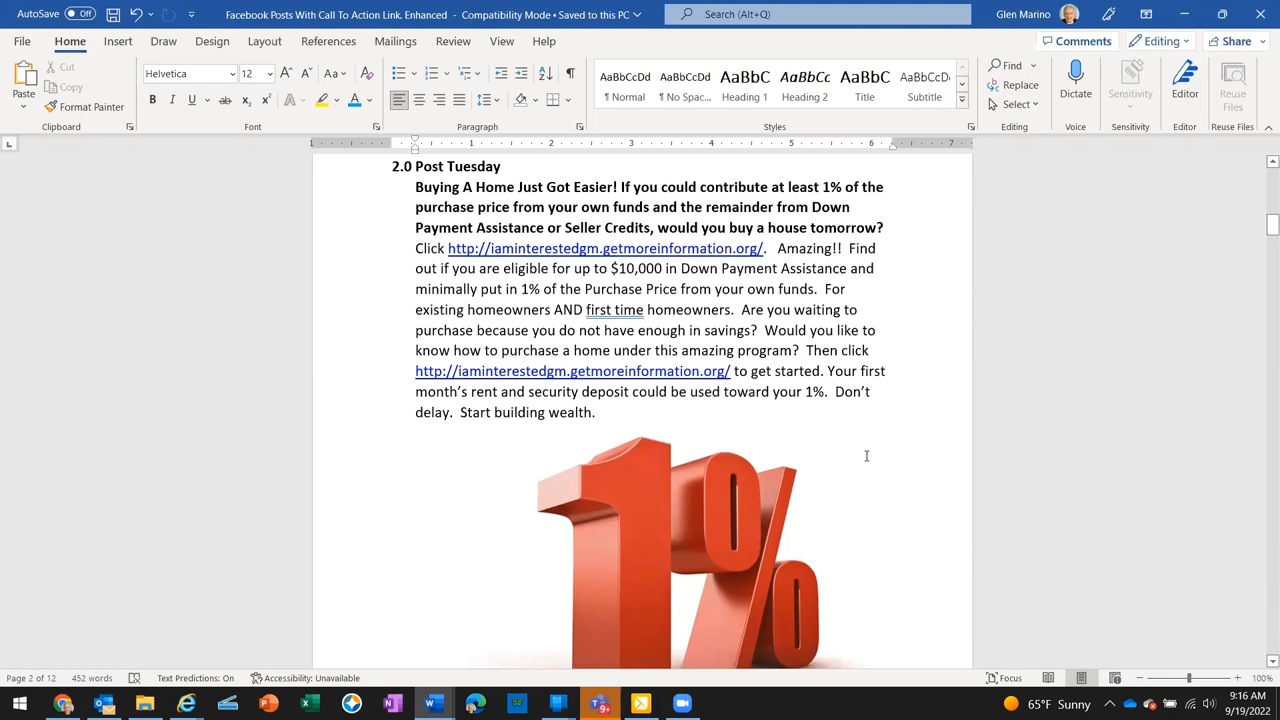 AutoSave Off
Facebook Posts With Call To Action Link. Enhanced - Compatibility Mode • Saved to this PC
Search (Alt+Q)
Glen Marino
File Home Insert Draw Design Layout References Mailings Review View Help
Comments Editing Share
Paste Cut Copy Format Painter
Helvetica 12
AaBbCcDd AaBbCcDd AaBbC AaBbCc AaBbC AaBbCcD
¶ Normal ¶ No Spac... Heading 1 Heading 2 Title Subtitle
Find Replace Select
Dictate Sensitivity Editor Reuse Files
Clipboard Font Paragraph Styles Editing Voice Sensitivity Editor Reuse Files
1 1 2 3 4 5 6 7
2.0 Post Tuesday
Buying A Home Just Got Easier! If you could contribute at least 1% of the
purchase price from your own funds and the remainder from Down
Payment Assistance or Seller Credits, would you buy a house tomorrow?
Click http://iaminterestedgm.getmoreinformation.org/. Amazing!! Find
out if you are eligible for up to $10,000 in Down Payment Assistance and
minimally put in 1% of the Purchase Price from your own funds. For
existing homeowners AND first time homeowners. Are you waiting to
purchase because you do not have enough in savings? Would you like to
know how to purchase a home under this amazing program? Then click
http://iaminterestedgm.getmoreinformation.org/ to get started. Your first
month’s rent and security deposit could be used toward your 1%. Don’t
delay. Start building wealth.
1%
Page 2 of 12 452 words Text Predictions: On Accessibility: Unavailable Focus 100%
65°F Sunny
9:16 AM
9/19/2022